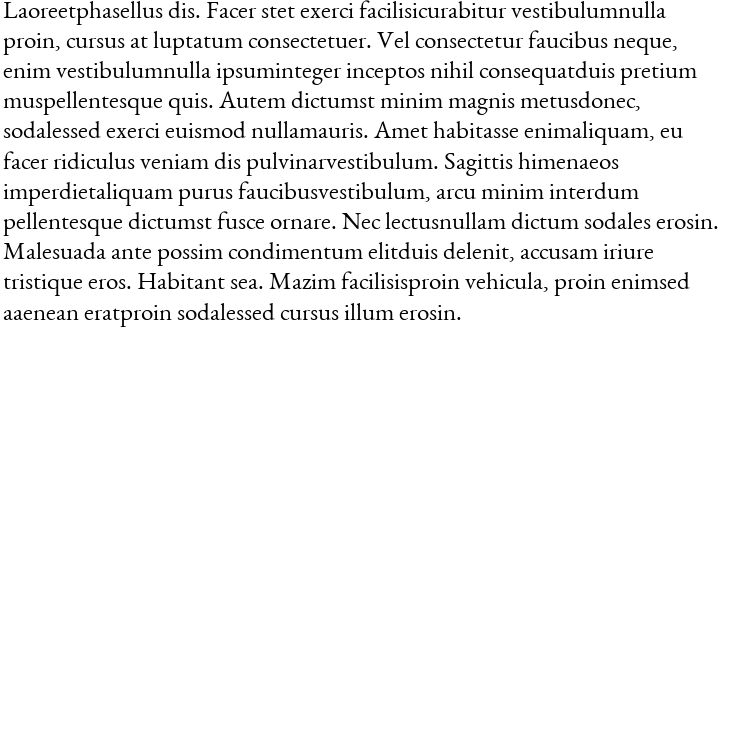 Laoreetphasellus dis. Facer stet exerci facilisicurabitur vestibulumnulla
proin, cursus at luptatum consectetuer. Vel consectetur faucibus neque,
enim vestibulumnulla ipsuminteger inceptos nihil consequatduis pretium
muspellentesque quis. Autem dictumst minim magnis metusdonec,
sodalessed exerci euismod nullamauris. Amet habitasse enimaliquam, eu
facer ridiculus veniam dis pulvinarvestibulum. Sagittis himenaeos
imperdietaliquam purus faucibusvestibulum, arcu minim interdum
pellentesque dictumst fusce ornare. Nec lectusnullam dictum sodales erosin.
Malesuada ante possim condimentum elitduis delenit, accusam iriure
tristique eros. Habitant sea. Mazim facilisisproin vehicula, proin enimsed
aaenean eratproin sodalessed cursus illum erosin.